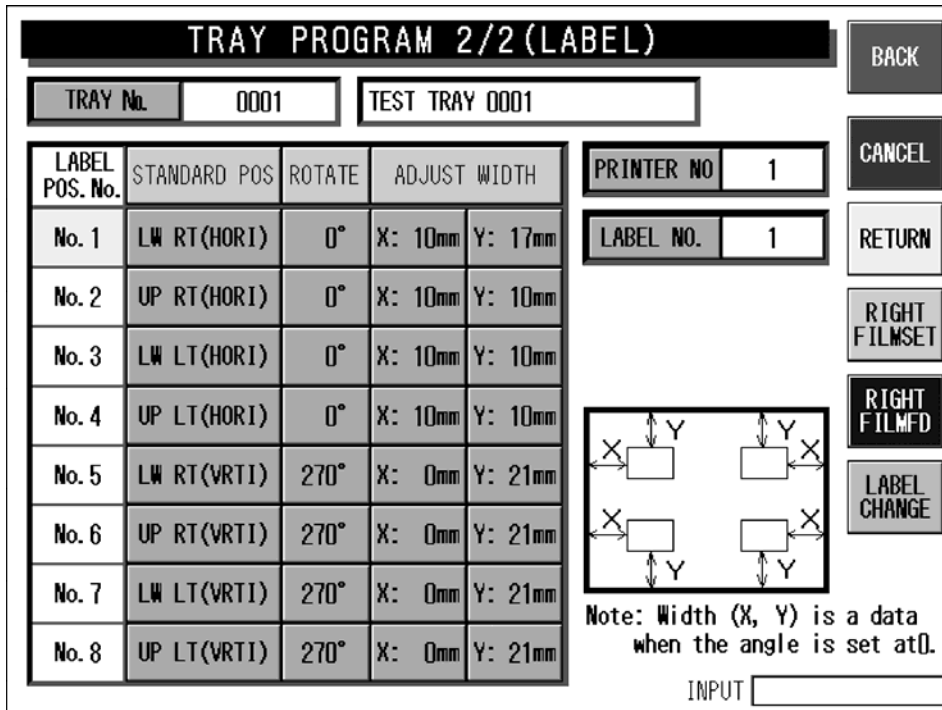 TRAY PROGRAM 2/2(LABEL)
BACK
TRAY No. 0001 TEST TRAY 0001
CANCEL
LABEL POS. No. STANDARD POS ROTATE ADJUST WIDTH
PRINTER NO 1
No. 1 LW RT(HORI) 0° X: 10mm Y: 17mm
LABEL NO. 1
RETURN
No. 2 UP RT(HORI) 0° X: 10mm Y: 10mm
RIGHT
FILMSET
No. 3 LW LT(HORI) 0° X: 10mm Y: 10mm
No. 4 UP LT(HORI) 0° X: 10mm Y: 10mm
RIGHT
FILMFD
No. 5 LW RT(VRTI) 270° X: 0mm Y: 21mm
LABEL
CHANGE
No. 6 UP RT(VRTI) 270° X: 0mm Y: 21mm
No. 7 LW LT(VRTI) 270° X: 0mm Y: 21mm
No. 8 UP LT(VRTI) 270° X: 0mm Y: 21mm
Y Y
X X
X X
Y Y
Note: Width (X, Y) is a data
when the angle is set at0.
INPUT